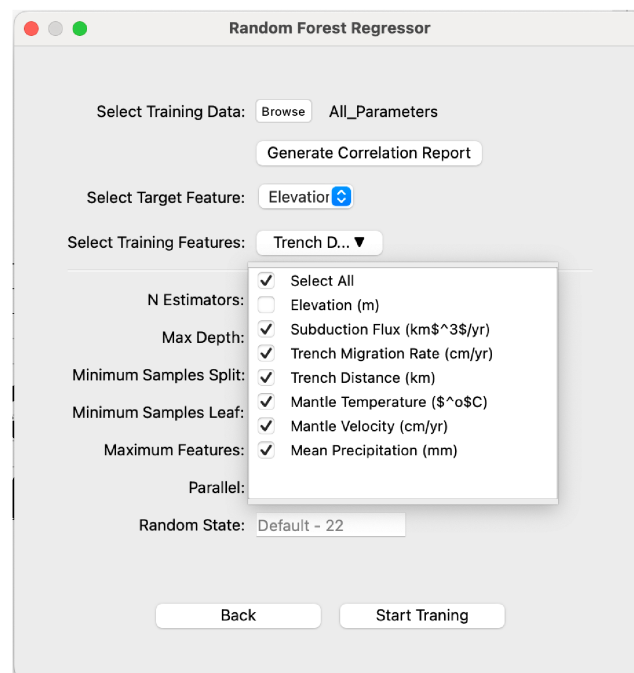 Random Forest Regressor
Select Training Data: Browse All_Parameters
Generate Correlation Report
Select Target Feature: Elevation
Select Training Features: Trench D... ▼
Select All
N Estimators: Elevation (m)
Subduction Flux (km$^3$/yr)
Max Depth: Trench Migration Rate (cm/yr)
Minimum Samples Split: Trench Distance (km)
Mantle Temperature ($^o$C)
Minimum Samples Leaf: Mantle Velocity (cm/yr)
Maximum Features: Mean Precipitation (mm)
Parallel:
Random State: Default - 22
Back Start Traning